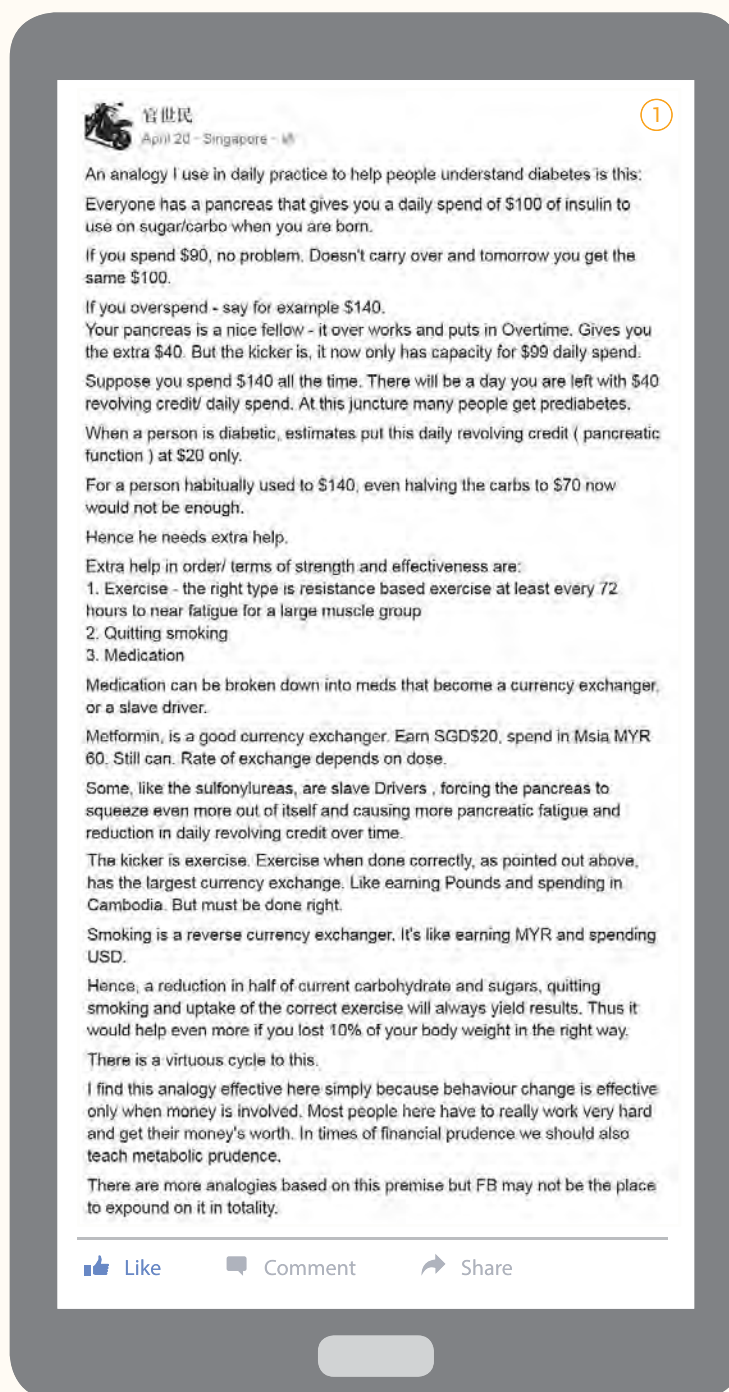 官世民
April 20 - Singapore -
1
An analogy I use in daily practice to help people understand diabetes is this:
Everyone has a pancreas that gives you a daily spend of $100 of insulin to
use on sugar/carbo when you are born.
If you spend $90, no problem. Doesn't carry over and tomorrow you get the
same $100.
If you overspend - say for example $140.
Your pancreas is a nice fellow - it over works and puts in Overtime. Gives you
the extra $40. But the kicker is, it now only has capacity for $99 daily spend.
Suppose you spend $140 all the time. There will be a day you are left with $40
revolving credit/ daily spend. At this juncture many people get prediabetes.
When a person is diabetic, estimates put this daily revolving credit ( pancreatic
function ) at $20 only.
For a person habitually used to $140, even halving the carbs to $70 now
would not be enough.
Hence he needs extra help.
Extra help in order/ terms of strength and effectiveness are:
1. Exercise - the right type is resistance based exercise at least every 72
hours to near fatigue for a large muscle group
2. Quitting smoking
3. Medication
Medication can be broken down into meds that become a currency exchanger,
or a slave driver.
Metformin, is a good currency exchanger. Earn SGD$20, spend in Msia MYR
60. Still can. Rate of exchange depends on dose.
Some, like the sulfonylureas, are slave Drivers , forcing the pancreas to
squeeze even more out of itself and causing more pancreatic fatigue and
reduction in daily revolving credit over time.
The kicker is exercise. Exercise when done correctly, as pointed out above,
has the largest currency exchange. Like earning Pounds and spending in
Cambodia. But must be done right.
Smoking is a reverse currency exchanger. It's like earning MYR and spending
USD.
Hence, a reduction in half of current carbohydrate and sugars, quitting
smoking and uptake of the correct exercise will always yield results. Thus it
would help even more if you lost 10% of your body weight in the right way.
There is a virtuous cycle to this.
I find this analogy effective here simply because behaviour change is effective
only when money is involved. Most people here have to really work very hard
and get their money's worth. In times of financial prudence we should also
teach metabolic prudence.
There are more analogies based on this premise but FB may not be the place
to expound on it in totality.
Like Comment Share